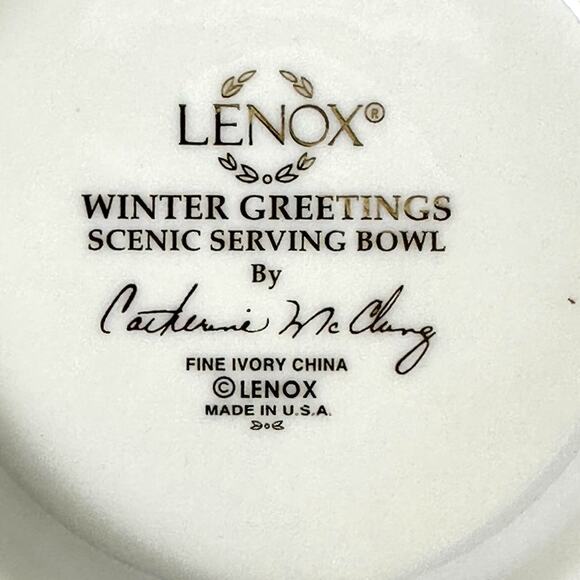 LENOX®
WINTER GREETINGS
SCENIC SERVING BOWL
By
Catherine McClung
FINE IVORY CHINA
©LENOX
MADE IN U.S.A.